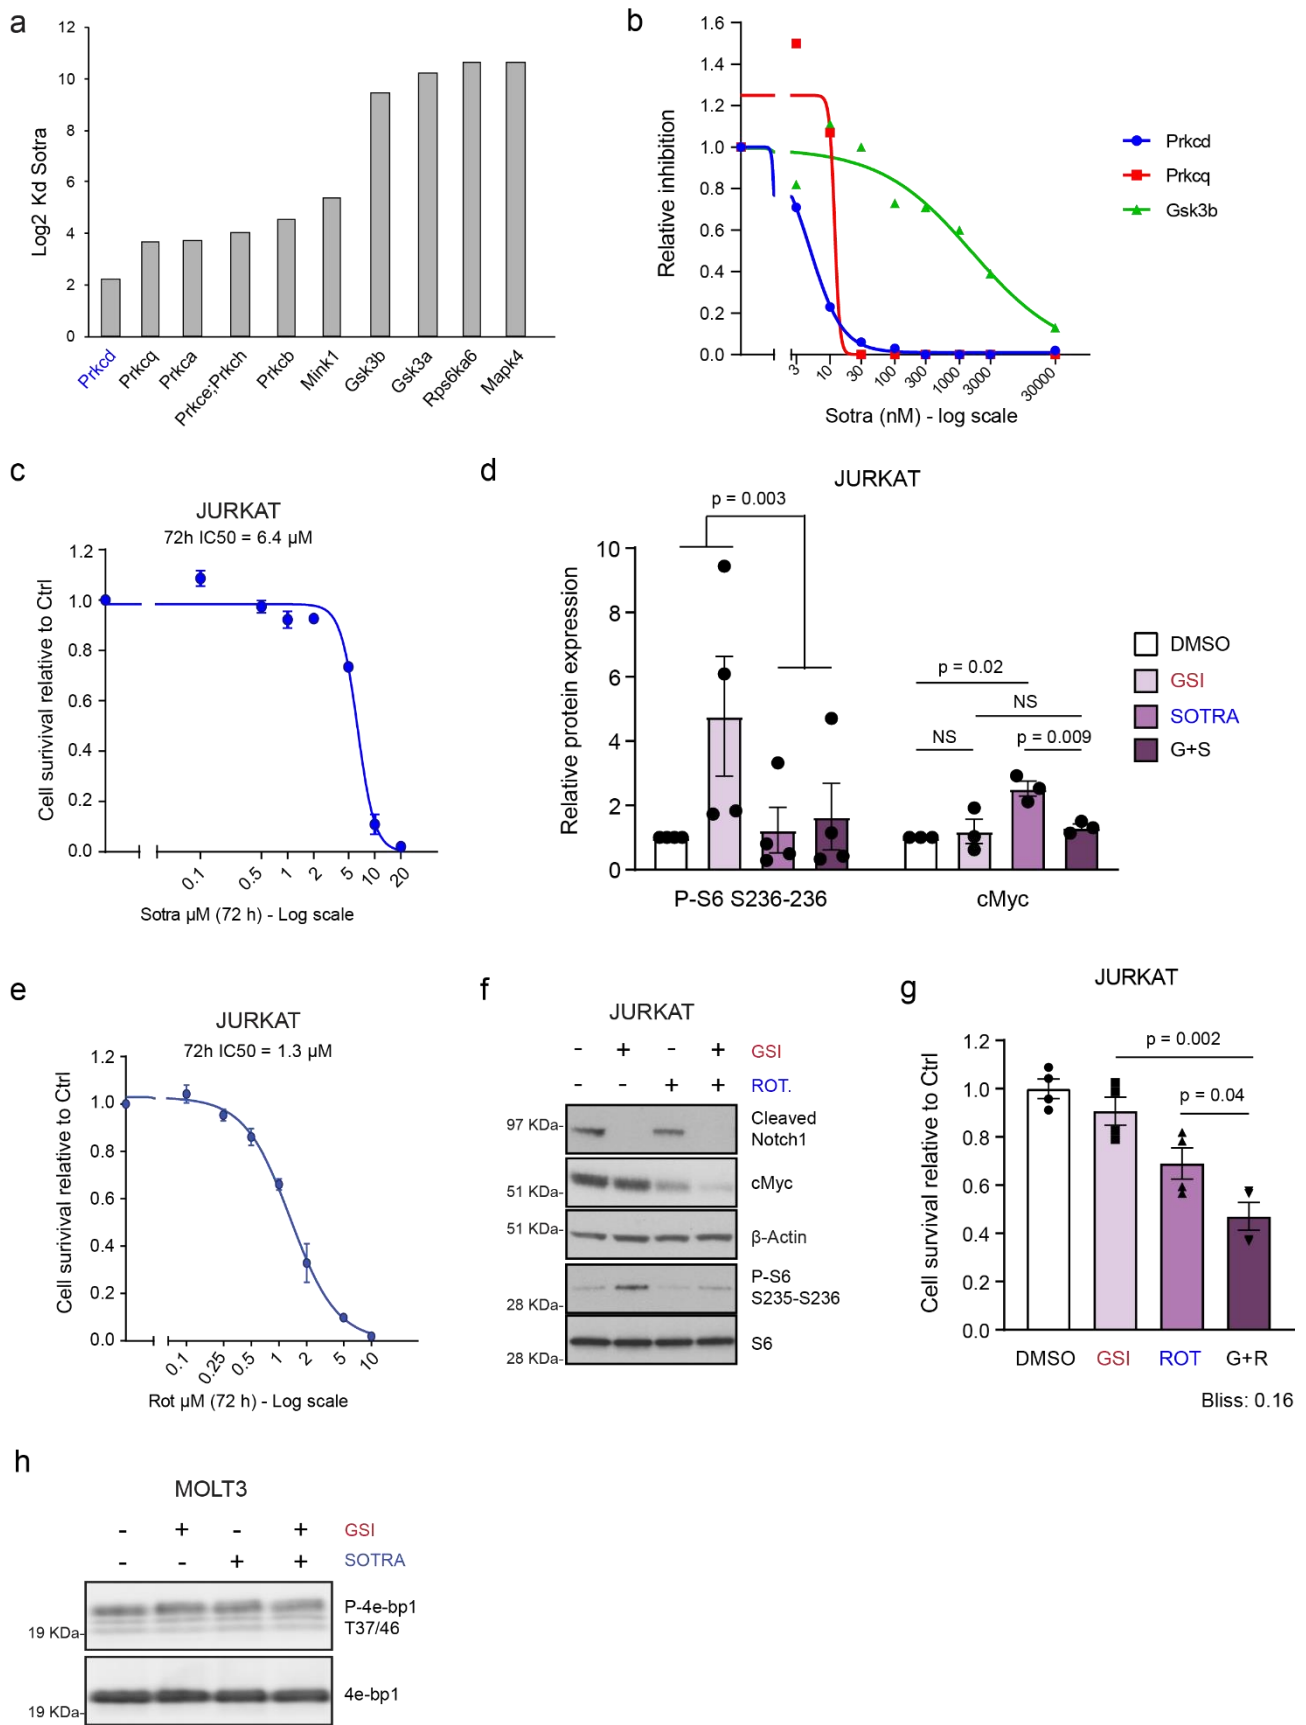 a
Log2 Kd Sotra
12
10
8
6
4
2
0
Prkcd
Prkcq
Prkca
Prkce;Prkch
Prkcb
Mink1
Gsk3b
Gsk3a
Rps6ka6
Mapk4
b
Relative inhibition
1.6
1.4
1.2
1.0
0.8
0.6
0.4
0.2
0.0
3
10
30
100
300
1000
3000
30000
Sotra (nM) - log scale
Prkcd
Prkcq
Gsk3b
c
JURKAT
72h IC50 = 6.4 µM
Cell surivival relative to Ctrl
1.2
1.0
0.8
0.6
0.4
0.2
0.0
0.1
0.5
1
2
5
10
20
Sotra µM (72 h) - Log scale
d
JURKAT
p = 0.003
Relative protein expression
10
8
6
4
2
0
p = 0.02
NS
NS
p = 0.009
P-S6 S236-236
cMyc
DMSO
GSI
SOTRA
G+S
e
JURKAT
72h IC50 = 1.3 µM
Cell survival relative to Ctrl
1.2
1.0
0.8
0.6
0.4
0.2
0.0
0.1
0.25
0.5
1
2
5
10
Rot µM (72 h) - Log scale
f
JURKAT
- + - + GSI
- - + + ROT.
97 KDa-
Cleaved
Notch1
51 KDa-
cMyc
51 KDa-
β-Actin
28 KDa-
P-S6
S235-S236
28 KDa-
S6
g
JURKAT
Cell survival relative to Ctrl
1.2
1.0
0.8
0.6
0.4
0.2
0.0
p = 0.002
p = 0.04
DMSO GSI ROT G+R
Bliss: 0.16
h
MOLT3
- + - + GSI
- - + + SOTRA
19 KDa-
P-4e-bp1
T37/46
19 KDa-
4e-bp1